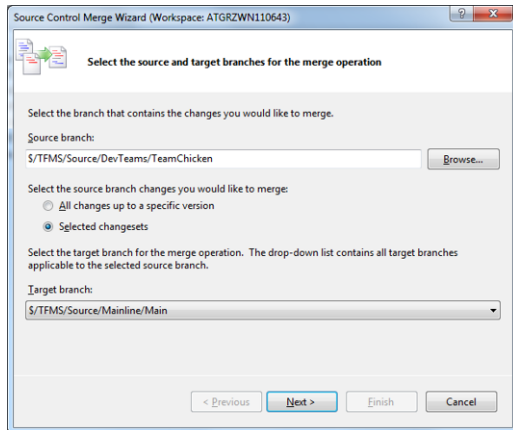 Source Control Merge Wizard (Workspace: ATGRZWN110643)
Select the source and target branches for the merge operation
Select the branch that contains the changes you would like to merge.
Source branch:
$/TFMS/Source/DevTeams/TeamChicken
Browse...
Select the source branch changes you would like to merge:
All changes up to a specific version
Selected changesets
Select the target branch for the merge operation. The drop-down list contains all target branches
applicable to the selected source branch.
Target branch:
$/TFMS/Source/Mainline/Main
< Previous Next > Finish Cancel